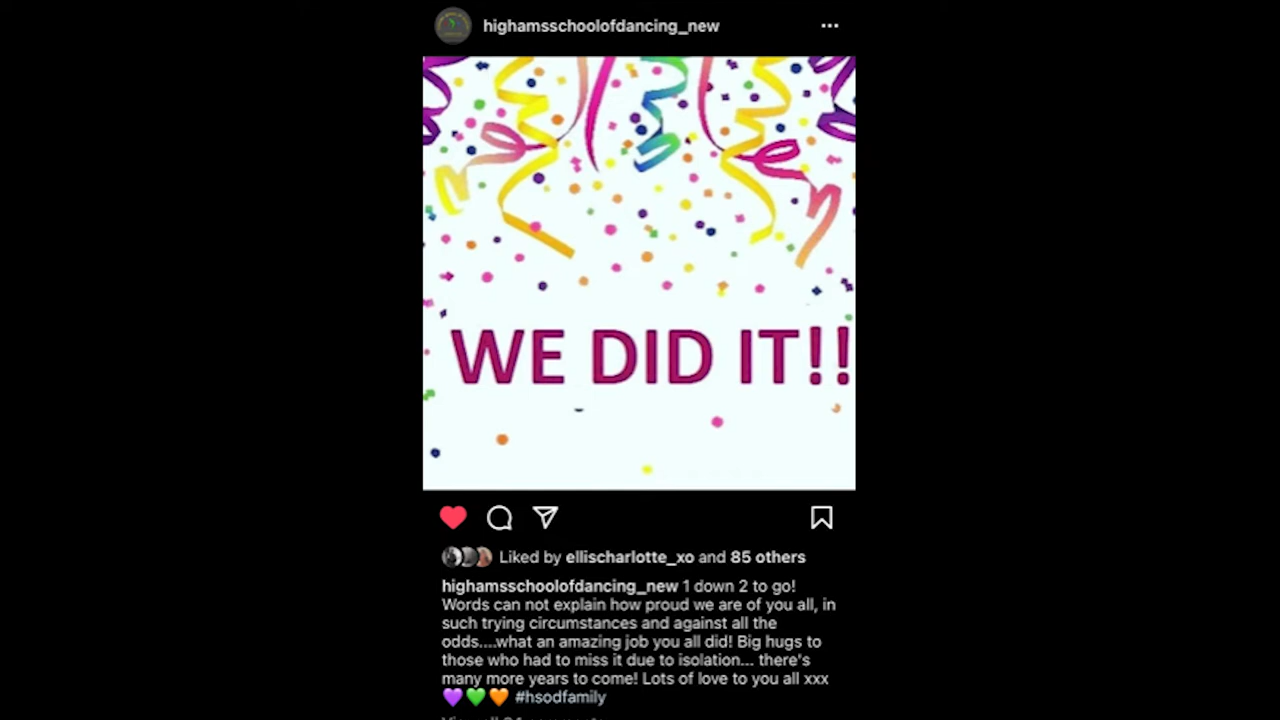 highamsschoolofdancing_new
WE DID IT!!
Liked by ellischarlotte_xo and 85 others
highamsschoolofdancing_new 1 down 2 to go!
Words can not explain how proud we are of you all, in
such trying circumstances and against all the
odds....what an amazing job you all did! Big hugs to
those who had to miss it due to isolation... there's
many more years to come! Lots of love to you all xxx
💜💚🧡 #hsodfamily